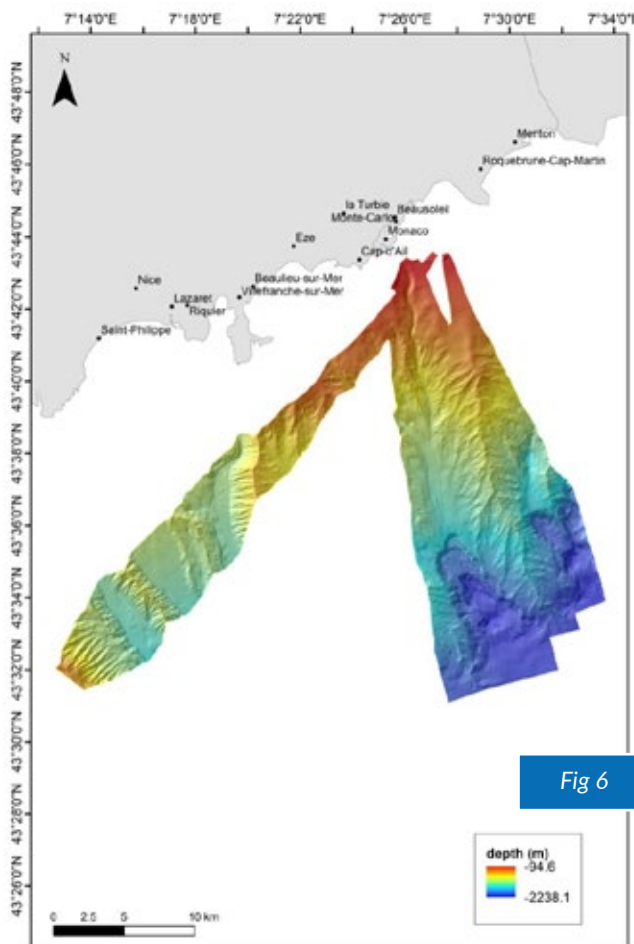 7°14'0"E 7°18'0"E 7°22'0"E 7°26'0"E 7°30'0"E 7°34'0"E
N
43°48'0"N
43°46'0"N
43°44'0"N
43°42'0"N
43°40'0"N
43°38'0"N
43°36'0"N
43°34'0"N
43°32'0"N
43°30'0"N
43°28'0"N
43°26'0"N
Menton
Roquebrune-Cap-Martin
la Turbie
Beausoleil
Monte-Carlo
Monaco
Eze
Cap-d'Ail
Nice
Beaulieu-sur-Mer
Villefranche-sur-Mer
Lazaret
Riquier
Saint-Philippe
Fig 6
depth (m)
-94.6
-2238.1
0 2.5 5 10 km